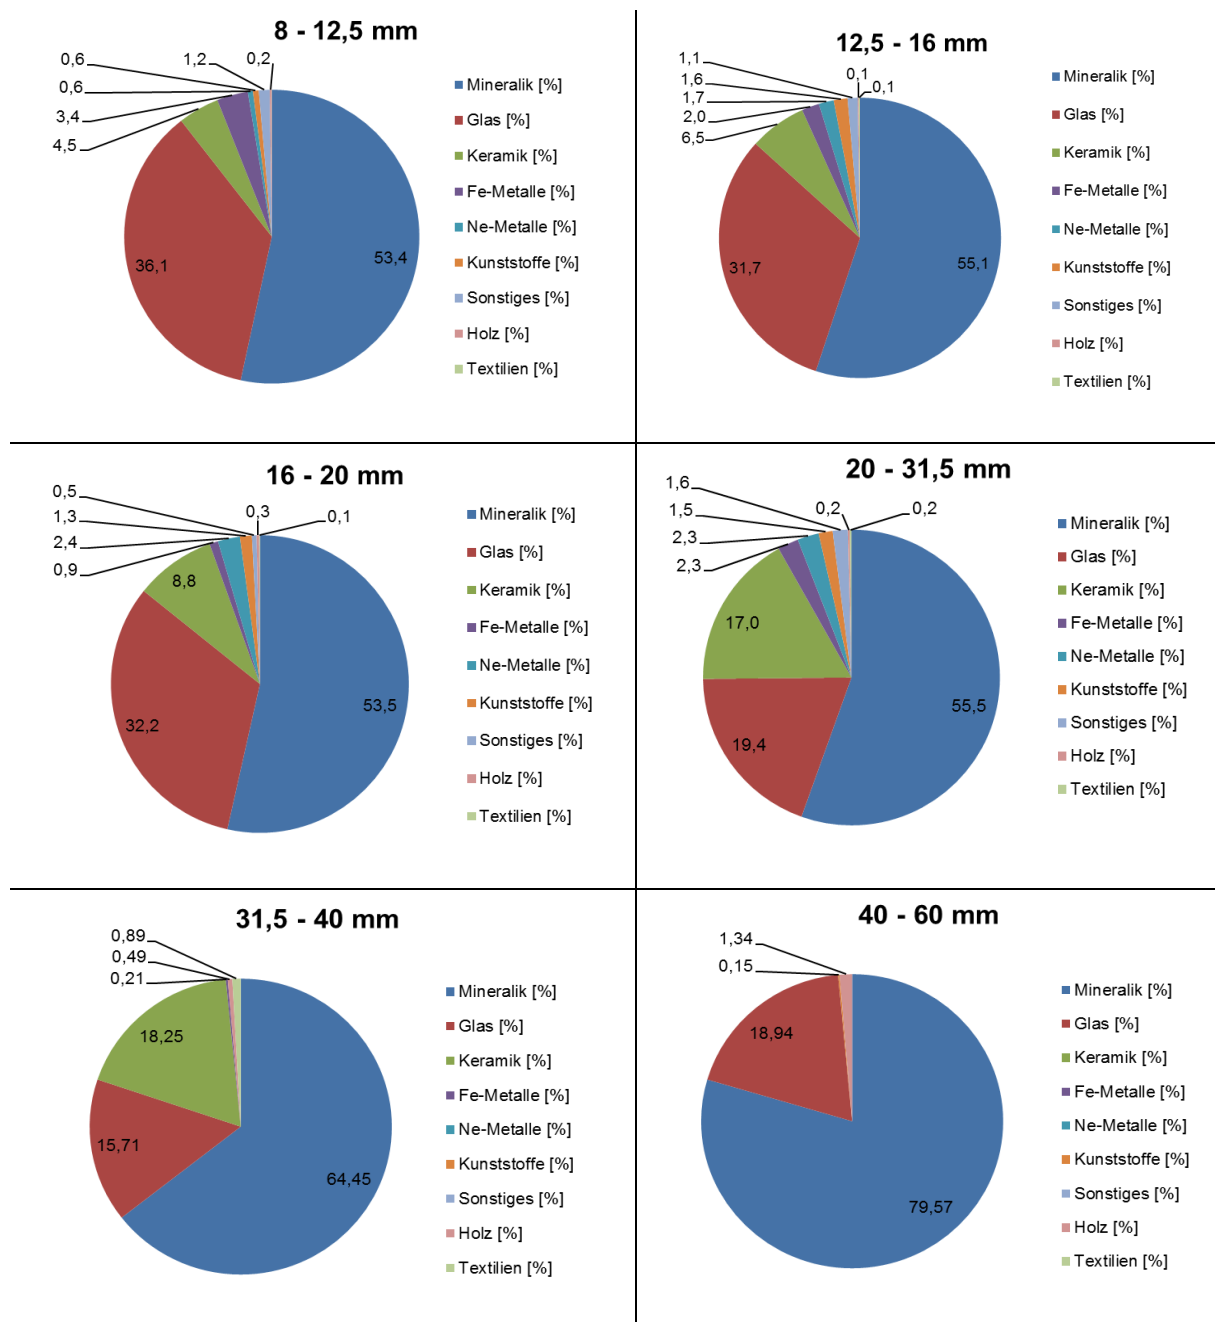 8 - 12,5 mm
0,6
1,2
0,2
0,6
3,4
4,5
36,1
53,4
Mineralik [%]
Glas [%]
Keramik [%]
Fe-Metalle [%]
Ne-Metalle [%]
Kunststoffe [%]
Sonstiges [%]
Holz [%]
Textilien [%]
12,5 - 16 mm
1,1
1,6
1,7
2,0
6,5
0,1
0,1
31,7
55,1
Mineralik [%]
Glas [%]
Keramik [%]
Fe-Metalle [%]
Ne-Metalle [%]
Kunststoffe [%]
Sonstiges [%]
Holz [%]
Textilien [%]
16 - 20 mm
0,5
1,3
2,4
0,9
0,3
0,1
8,8
32,2
53,5
Mineralik [%]
Glas [%]
Keramik [%]
Fe-Metalle [%]
Ne-Metalle [%]
Kunststoffe [%]
Sonstiges [%]
Holz [%]
Textilien [%]
20 - 31,5 mm
1,6
1,5
2,3
2,3
0,2
0,2
17,0
19,4
55,5
Mineralik [%]
Glas [%]
Keramik [%]
Fe-Metalle [%]
Ne-Metalle [%]
Kunststoffe [%]
Sonstiges [%]
Holz [%]
Textilien [%]
31,5 - 40 mm
0,89
0,49
0,21
18,25
15,71
64,45
Mineralik [%]
Glas [%]
Keramik [%]
Fe-Metalle [%]
Ne-Metalle [%]
Kunststoffe [%]
Sonstiges [%]
Holz [%]
Textilien [%]
40 - 60 mm
1,34
0,15
18,94
79,57
Mineralik [%]
Glas [%]
Keramik [%]
Fe-Metalle [%]
Ne-Metalle [%]
Kunststoffe [%]
Sonstiges [%]
Holz [%]
Textilien [%]